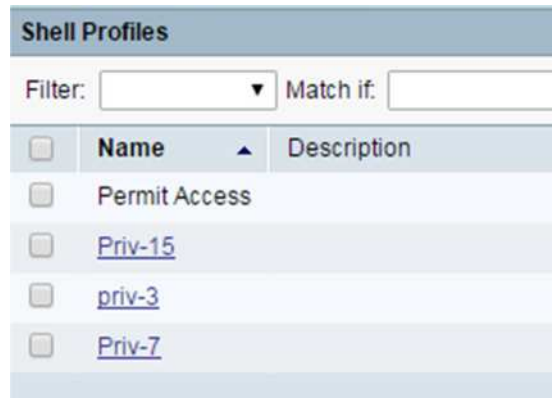 Shell Profiles
Filter: Match if:
Name Description
Permit Access
Priv-15
priv-3
Priv-7